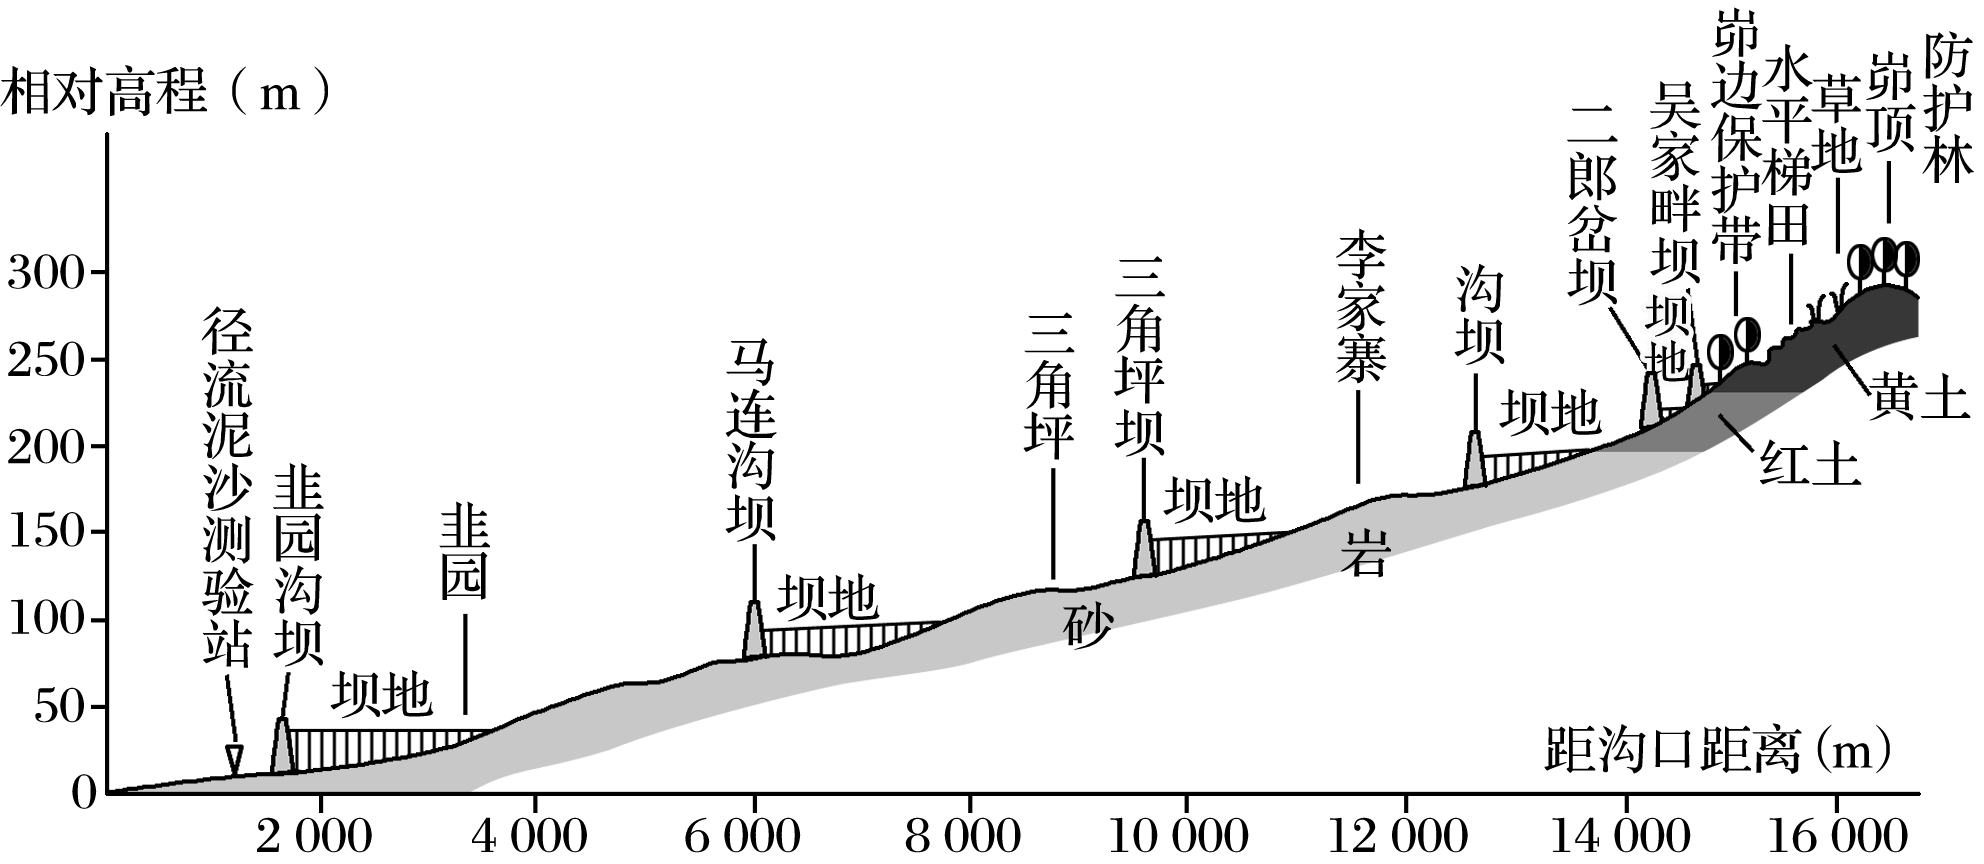 相对高程（m）
300
250
200
150
100
50
0
径流泥沙测验站
韭园沟坝
坝地
韭园
马连沟坝
坝地
三角坪
三角坪坝
坝地
李家寨
沟坝
坝地
二郎岔坝
吴家畔坝
坝地
峁边保护带
水平梯田
草地
峁顶
防护林
黄土
红土
砂
岩
距沟口距离(m)
2 000
4 000
6 000
8 000
10 000
12 000
14 000
16 000